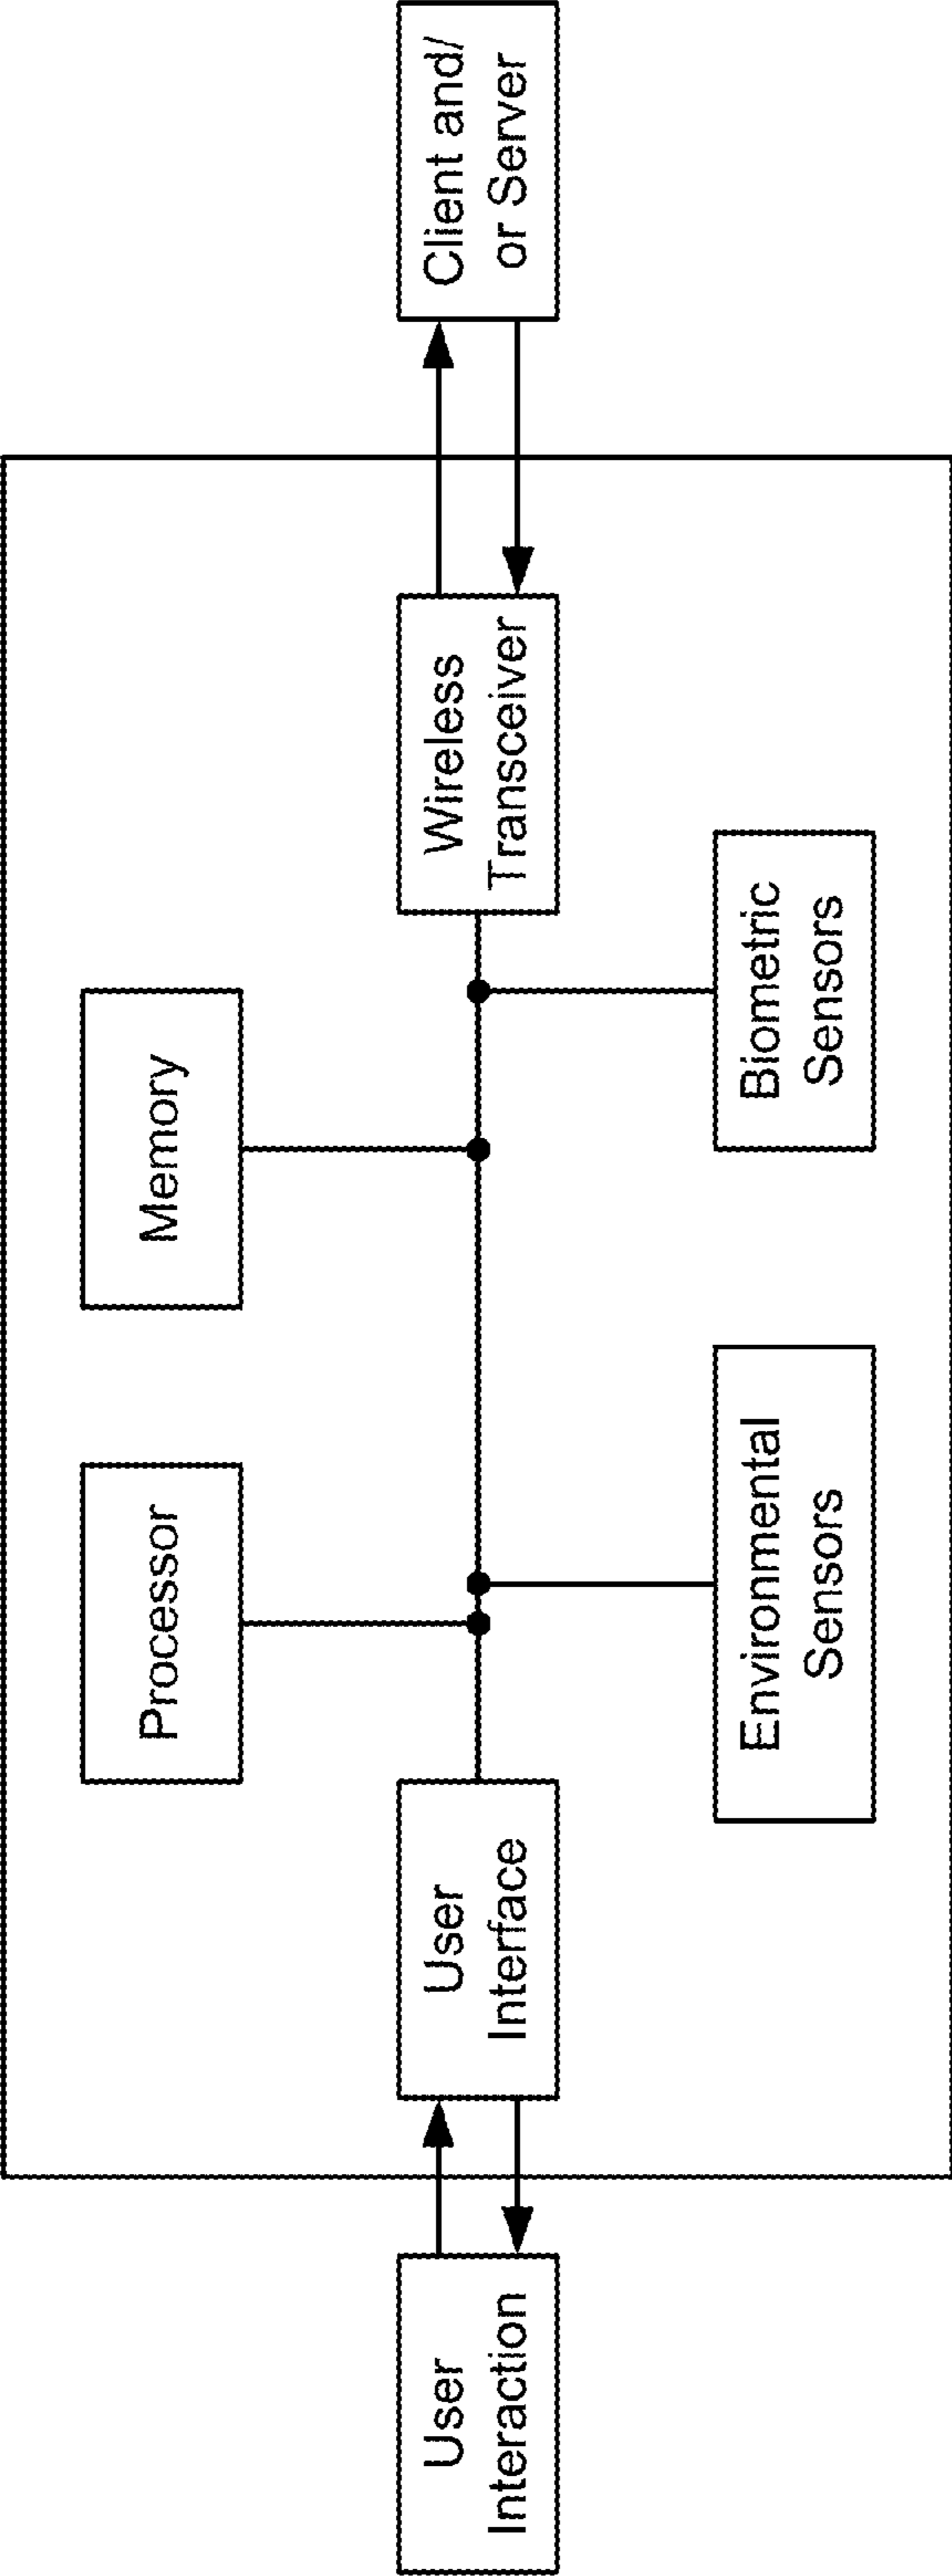 Processor
Memory
User
Interaction
User
Interface
Wireless
Transceiver
Client and/
or Server
Environmental
Sensors
Biometric
Sensors